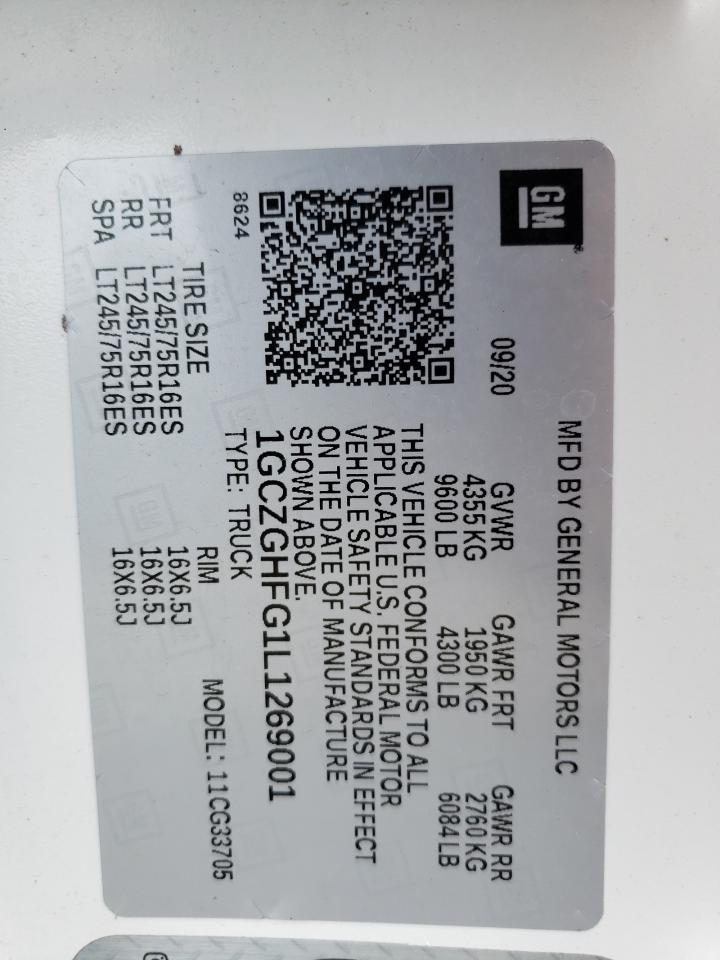 GM
MFD BY GENERAL MOTORS LLC
09/20
GVWR GAWR FRT GAWR RR
4355 KG 1950 KG 2760 KG
9600 LB 4300 LB 6084 LB
THIS VEHICLE CONFORMS TO ALL
APPLICABLE U.S. FEDERAL MOTOR
VEHICLE SAFETY STANDARDS IN EFFECT
ON THE DATE OF MANUFACTURE
SHOWN ABOVE.
1GCZGHFG1L1269001
8624
TYPE: TRUCK MODEL: 11CG33705
TIRE SIZE RIM
FRT LT245/75R16ES 16X6.5J
RR LT245/75R16ES 16X6.5J
SPA LT245/75R16ES 16X6.5J